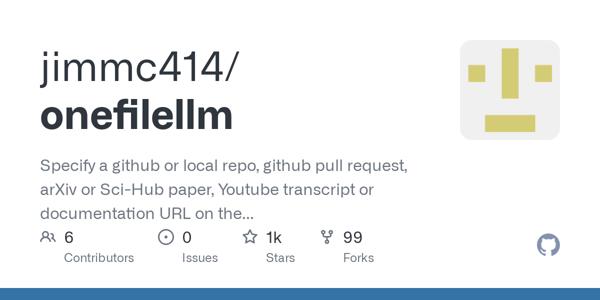 jimmc414/
onefilellm
Specify a github or local repo, github pull request,
arXiv or Sci-Hub paper, Youtube transcript or
documentation URL on the...
6 0 1k 99
Contributors Issues Stars Forks